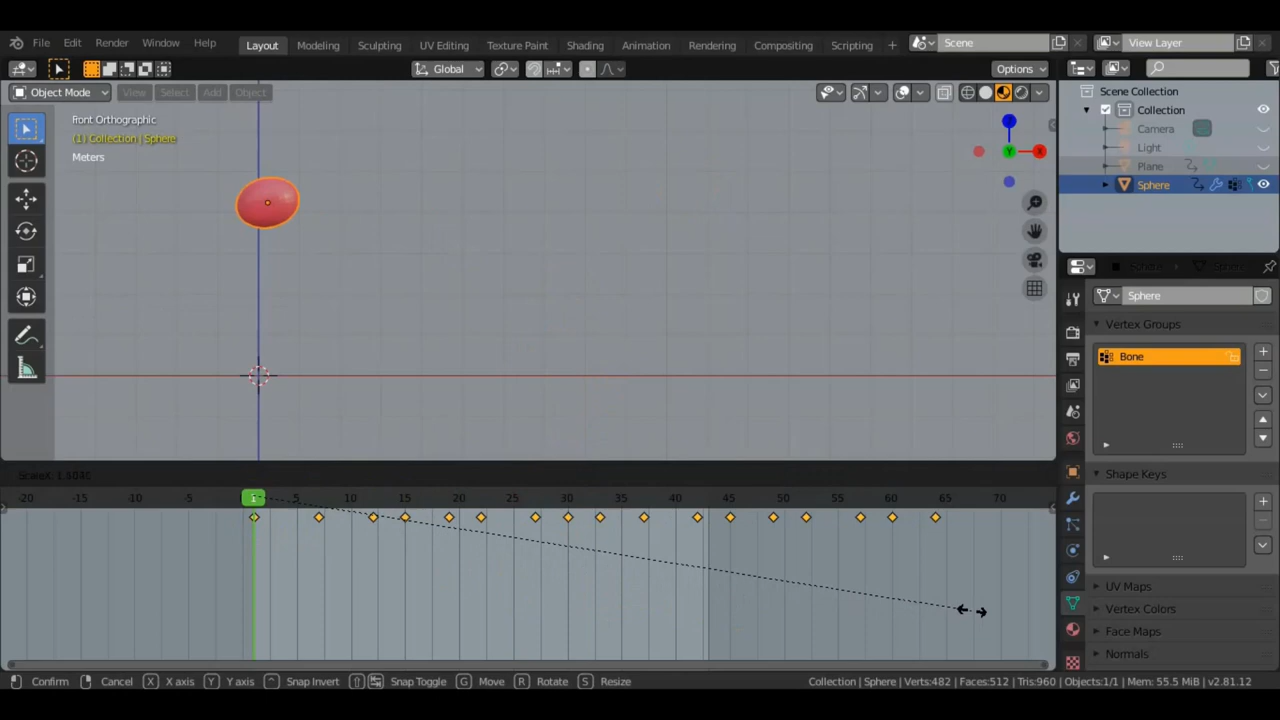 File Edit Render Window Help Layout Modeling Sculpting UV Editing Texture Paint Shading Animation Rendering Compositing Scripting + Scene View Layer
Global Options
Object Mode View Select Add Object
Front Orthographic
(1) Collection | Sphere
Meters
Z
Y
X
Scene Collection
Collection
Camera
Light
Plane
Sphere
Sphere
Vertex Groups
Bone
Shape Keys
UV Maps
Vertex Colors
Face Maps
Normals
-20 -10 -5 1 10 15 20 25 30 35 40 45 50 55 60 65 70
Confirm Cancel X X axis Y Y axis ^ Snap Invert Snap Toggle G Move R Rotate S Resize Collection | Sphere | Verts:482 | Faces:512 | Tris:960 | Objects:1/1 | Mem: 55.5 MiB | v2.81.12